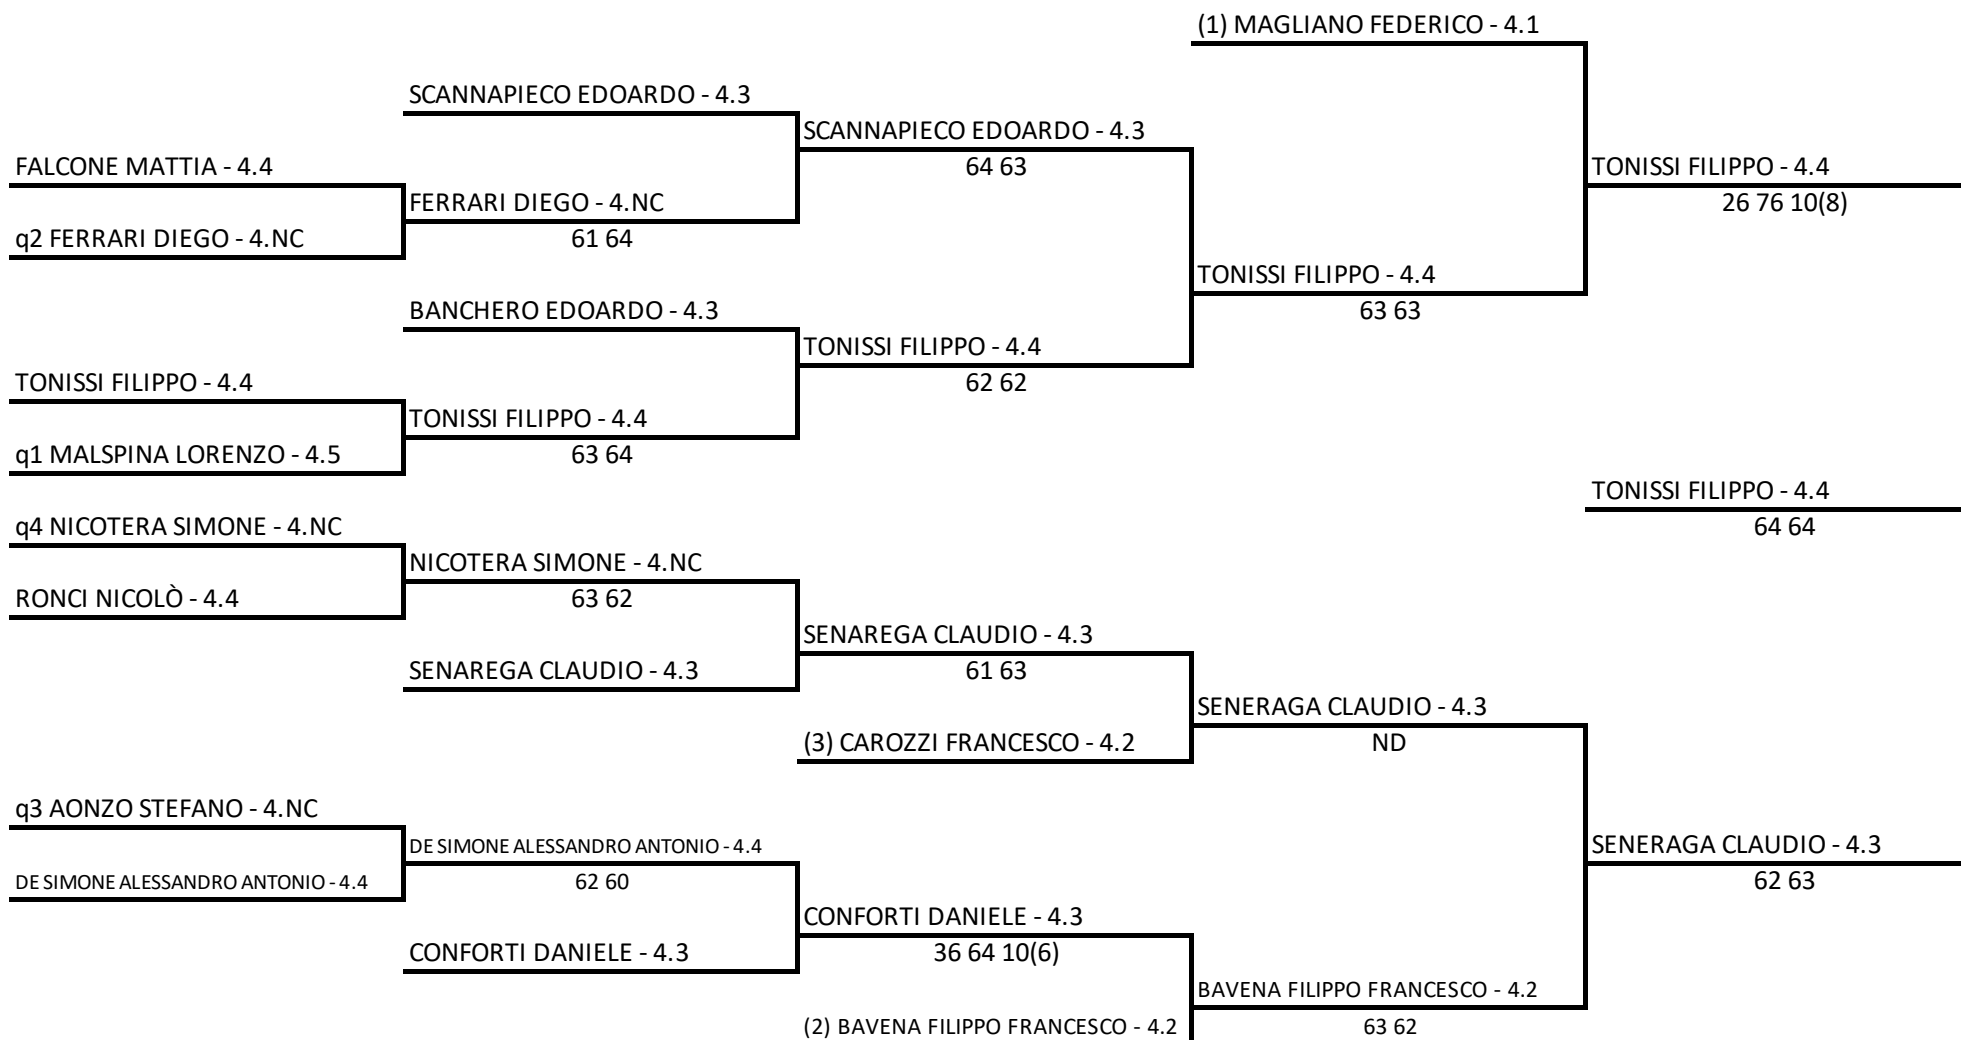 (1) MAGLIANO FEDERICO - 4.1
SCANNAPIECO EDOARDO - 4.3
SCANNAPIECO EDOARDO - 4.3
64 63
FALCONE MATTIA - 4.4
TONISSI FILIPPO - 4.4
26 76 10(8)
FERRARI DIEGO - 4.NC
61 64
q2 FERRARI DIEGO - 4.NC
TONISSI FILIPPO - 4.4
63 63
BANCHERO EDOARDO - 4.3
TONISSI FILIPPO - 4.4
62 62
TONISSI FILIPPO - 4.4
TONISSI FILIPPO - 4.4
63 64
q1 MALSPINA LORENZO - 4.5
TONISSI FILIPPO - 4.4
64 64
q4 NICOTERA SIMONE - 4.NC
NICOTERA SIMONE - 4.NC
63 62
RONCI NICOLÒ - 4.4
SENAREGA CLAUDIO - 4.3
61 63
SENAREGA CLAUDIO - 4.3
SENERAGA CLAUDIO - 4.3
ND
(3) CAROZZI FRANCESCO - 4.2
q3 AONZO STEFANO - 4.NC
DE SIMONE ALESSANDRO ANTONIO - 4.4
62 60
SENERAGA CLAUDIO - 4.3
62 63
DE SIMONE ALESSANDRO ANTONIO - 4.4
CONFORTI DANIELE - 4.3
36 64 10(6)
CONFORTI DANIELE - 4.3
BAVENA FILIPPO FRANCESCO - 4.2
63 62
(2) BAVENA FILIPPO FRANCESCO - 4.2